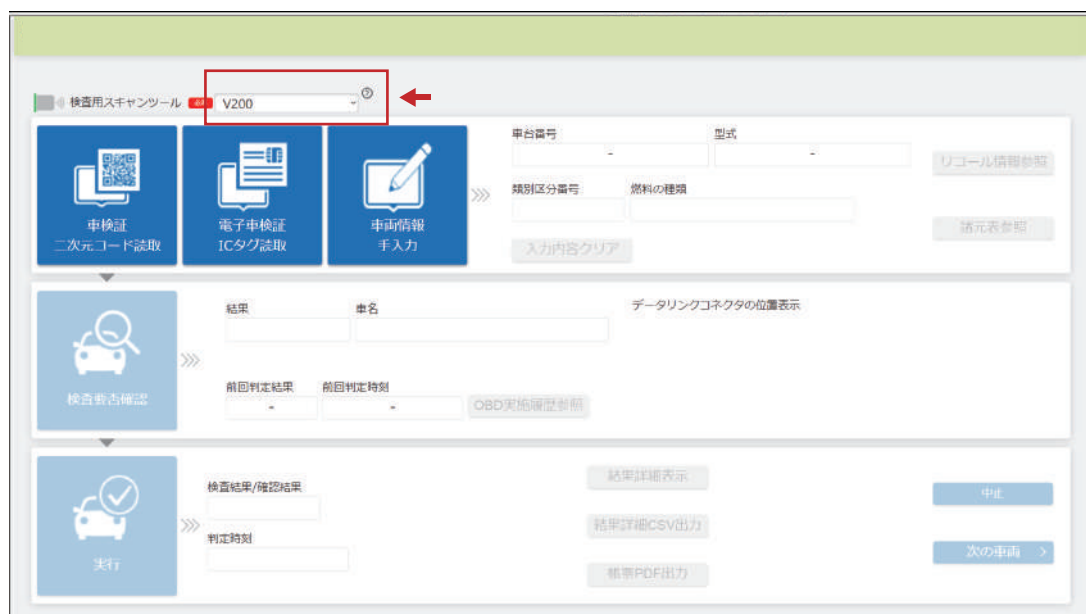 検査用スキャンツール
V200
車台番号
型式
-
-
リコール情報参照
車検証
二次元コード読取
電子車検証
ICタグ読取
車両情報
手入力
類別区分番号
燃料の種類
諸元表参照
入力内容クリア
結果
車名
データリンクコネクタの位置表示
検査要否確認
前回判定結果
前回判定時刻
-
-
OBD実施履歴参照
検査結果/確認結果
結果詳細表示
中止
結果詳細CSV出力
判定時刻
実行
次の車両
帳票PDF出力